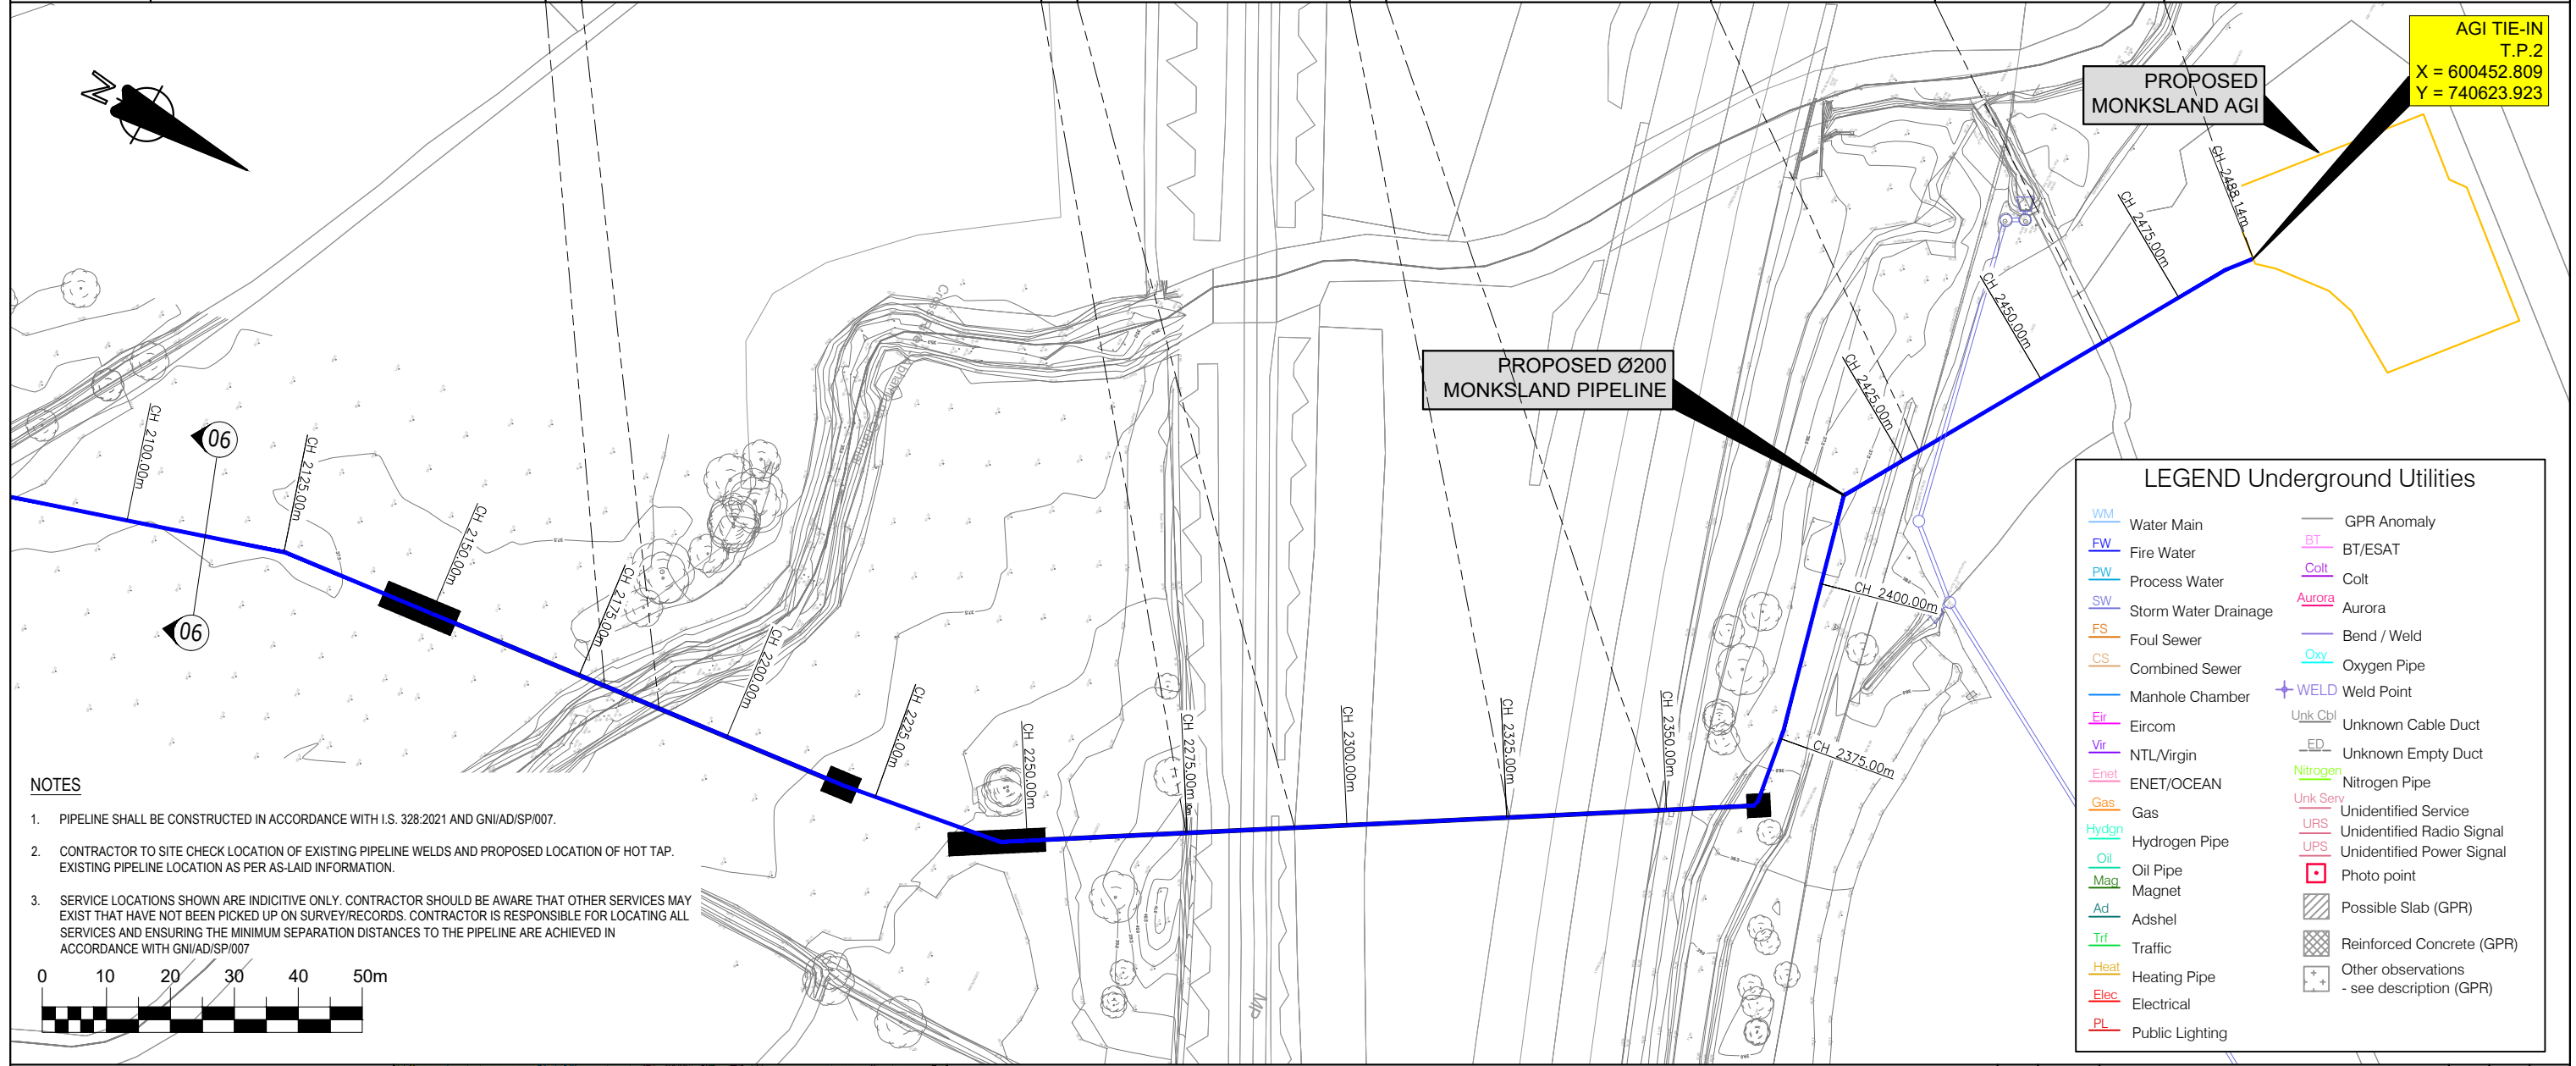 AGI TIE-IN
T.P.2
X = 600452.809
Y = 740623.923
PROPOSED
MONKSLAND AGI
N
CH 2488.14m
CH 2475.00m
CH 2450.00m
CH 2425.00m
PROPOSED Ø200
MONKSLAND PIPELINE
CH 2400.00m
CH 2375.00m
CH 2350.00m
CH 2325.00m
CH 2300.00m
CH 2275.00m
CH 2250.00m
CH 2225.00m
CH 2200.00m
CH 2175.00m
CH 2150.00m
CH 2125.00m
CH 2100.00m
06
06
MP
NOTES
1. PIPELINE SHALL BE CONSTRUCTED IN ACCORDANCE WITH I.S. 328:2021 AND GNI/AD/SP/007.
2. CONTRACTOR TO SITE CHECK LOCATION OF EXISTING PIPELINE WELDS AND PROPOSED LOCATION OF HOT TAP.
EXISTING PIPELINE LOCATION AS PER AS-LAID INFORMATION.
3. SERVICE LOCATIONS SHOWN ARE INDICITIVE ONLY. CONTRACTOR SHOULD BE AWARE THAT OTHER SERVICES MAY
EXIST THAT HAVE NOT BEEN PICKED UP ON SURVEY/RECORDS. CONTRACTOR IS RESPONSIBLE FOR LOCATING ALL
SERVICES AND ENSURING THE MINIMUM SEPARATION DISTANCES TO THE PIPELINE ARE ACHIEVED IN
ACCORDANCE WITH GNI/AD/SP/007
0 10 20 30 40 50m
LEGEND Underground Utilities
WM Water Main
FW Fire Water
PW Process Water
SW Storm Water Drainage
FS Foul Sewer
CS Combined Sewer
Manhole Chamber
Eir Eircom
Vir NTL/Virgin
Enet ENET/OCEAN
Gas Gas
Hydgn Hydrogen Pipe
Oil Oil Pipe
Mag Magnet
Ad Adshel
Trf Traffic
Heat Heating Pipe
Elec Electrical
PL Public Lighting
GPR Anomaly
BT BT/ESAT
Colt Colt
Aurora Aurora
Bend / Weld
Oxy Oxygen Pipe
WELD Weld Point
Unk Cbl Unknown Cable Duct
ED Unknown Empty Duct
Nitrogen Nitrogen Pipe
Unk Serv Unidentified Service
URS Unidentified Radio Signal
UPS Unidentified Power Signal
Photo point
Possible Slab (GPR)
Reinforced Concrete (GPR)
Other observations
- see description (GPR)